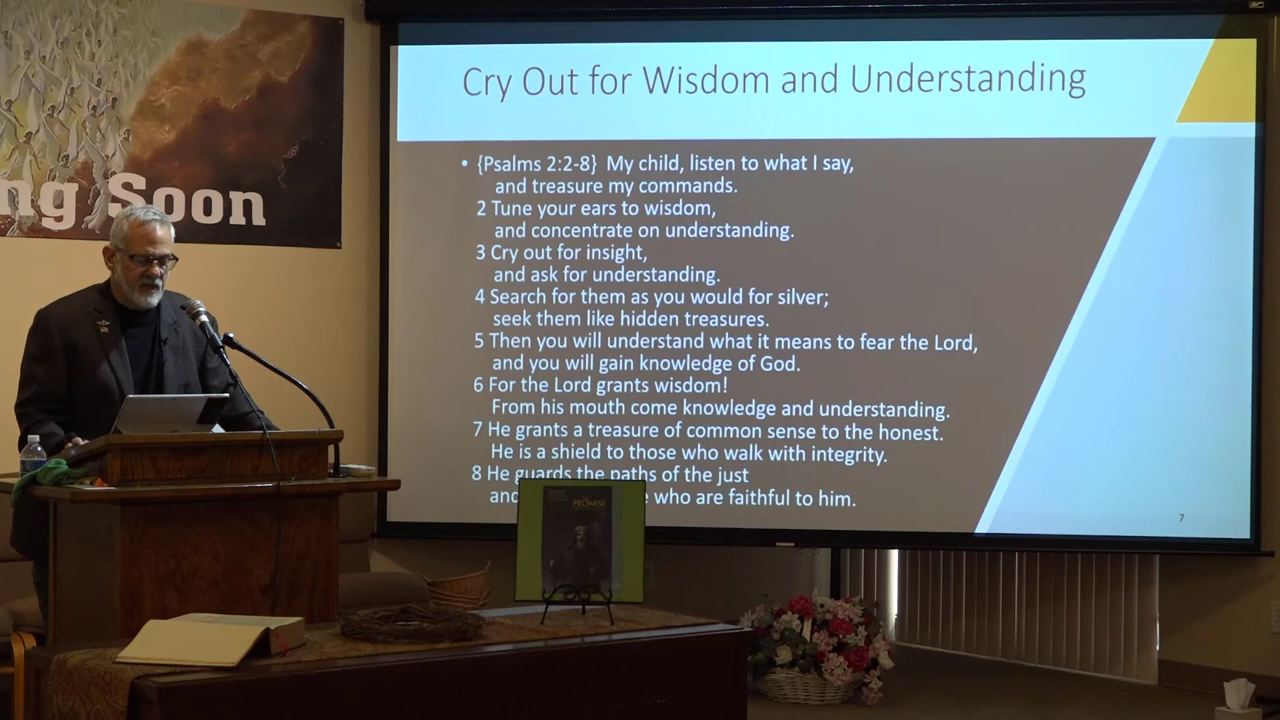 ng Soon
Cry Out for Wisdom and Understanding
• {Psalms 2:2-8} My child, listen to what I say,
and treasure my commands.
2 Tune your ears to wisdom,
and concentrate on understanding.
3 Cry out for insight,
and ask for understanding.
4 Search for them as you would for silver;
seek them like hidden treasures.
5 Then you will understand what it means to fear the Lord,
and you will gain knowledge of God.
6 For the Lord grants wisdom!
From his mouth come knowledge and understanding.
7 He grants a treasure of common sense to the honest.
He is a shield to those who walk with integrity.
8 He guards the paths of the just
and who are faithful to him.
PROMISE
7